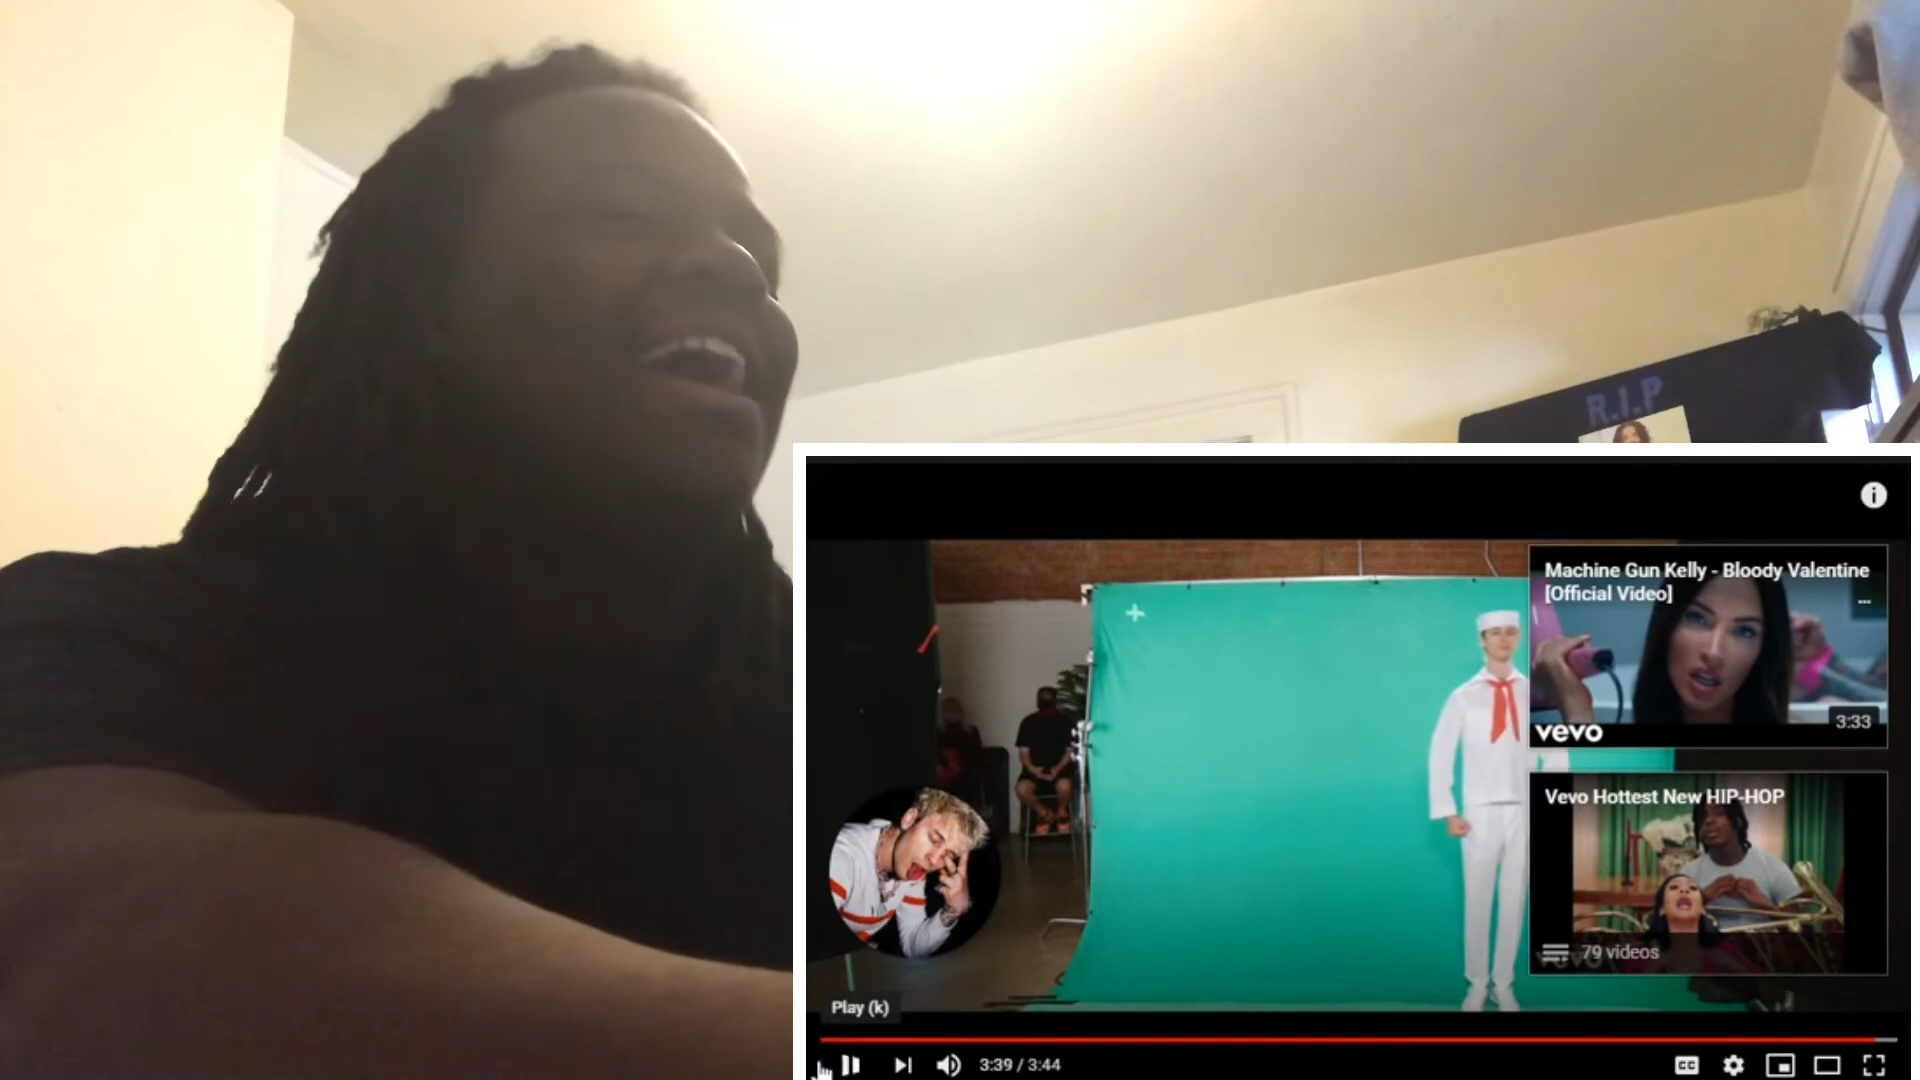 R.I.P
i
Machine Gun Kelly - Bloody Valentine
[Official Video]
...
3:33
vevo
Vevo Hottest New HIP-HOP
79 videos
vevo
Play (k)
3:39 / 3:44
CC